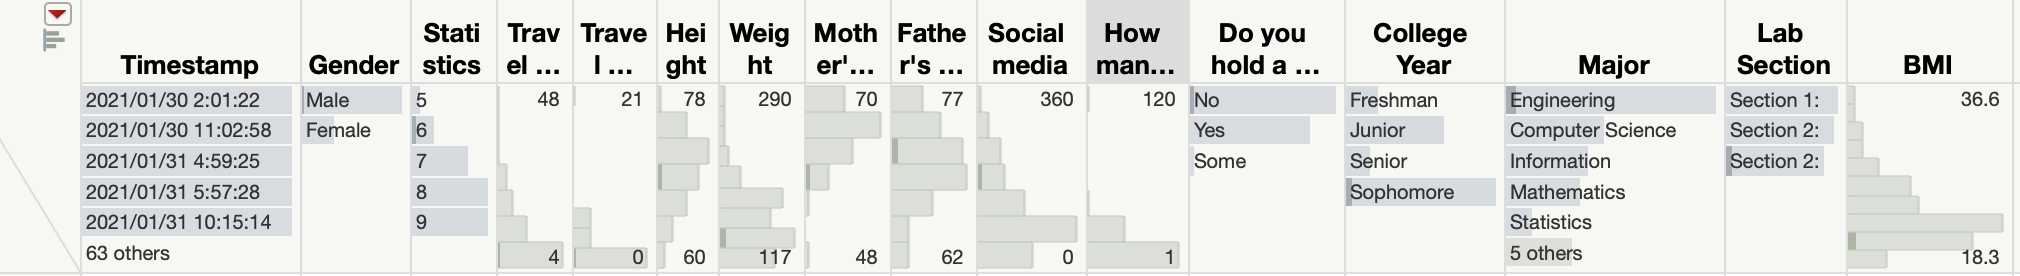 Timestamp
Gender
Stati
stics
Trav
el ...
Trave
l ...
Hei
ght
Weig
ht
Moth
er'...
Fathe
r's ...
Social
media
How
man...
Do you
hold a ...
College
Year
Major
Lab
Section
BMI
2021/01/30 2:01:22
2021/01/30 11:02:58
2021/01/31 4:59:25
2021/01/31 5:57:28
2021/01/31 10:15:14
63 others
Male
Female
5
6
7
8
9
48
4
21
0
78
60
290
117
70
48
77
62
360
0
120
1
No
Yes
Some
Freshman
Junior
Senior
Sophomore
Engineering
Computer Science
Information
Mathematics
Statistics
5 others
Section 1:
Section 2:
Section 2:
36.6
18.3